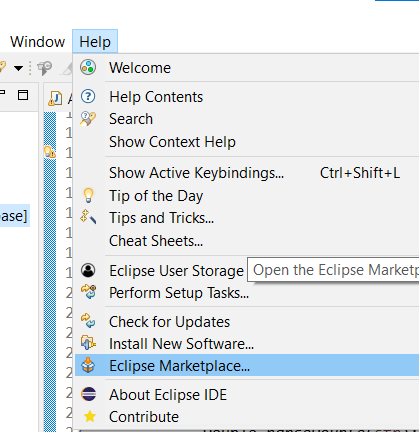 Window Help
Welcome
Help Contents
Search
Show Context Help
Show Active Keybindings... Ctrl+Shift+L
Tip of the Day
Tips and Tricks...
Cheat Sheets...
Eclipse User Storage
Open the Eclipse Marketp
Perform Setup Tasks...
Check for Updates
Install New Software...
Eclipse Marketplace...
About Eclipse IDE
Contribute
base]